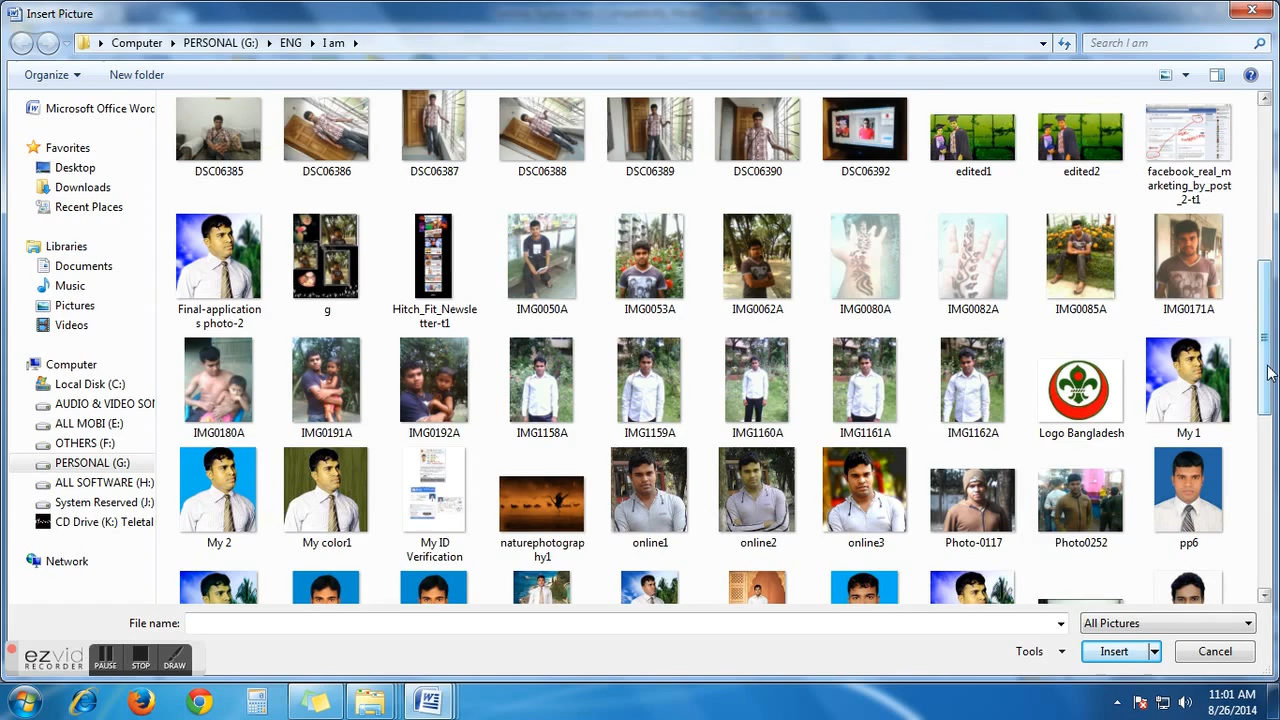 Insert Picture
Computer PERSONAL (G:) ENG I am
Search I am
Organize New folder
Microsoft Office Word
Favorites
Desktop
Downloads
Recent Places
Libraries
Documents
Music
Pictures
Videos
Computer
Local Disk (C:)
AUDIO & VIDEO SON
ALL MOBI (E:)
OTHERS (F:)
PERSONAL (G:)
ALL SOFTWARE (H:)
System Reserved (J:)
CD Drive (K:) Teletal
Network
DSC06385 DSC06386 DSC06387 DSC06388 DSC06389 DSC06390 DSC06392 edited1 edited2 facebook_real_m
arketing_by_post
_2-t1
Final-application
s photo-2
g
Hitch_Fit_Newsle
tter-t1
IMG0050A IMG0053A IMG0062A IMG0080A IMG0082A IMG0085A IMG0171A
IMG0180A IMG0191A IMG0192A IMG1158A IMG1159A IMG1160A IMG1161A IMG1162A Logo Bangladesh My 1
My 2 My color1
My ID
Verification
naturephotograp
hy1
online1 online2 online3 Photo-0117 Photo0252 pp6
File name:
All Pictures
Tools Insert Cancel
ezvid
RECORDER
PAUSE STOP DRAW
11:01 AM
8/26/2014